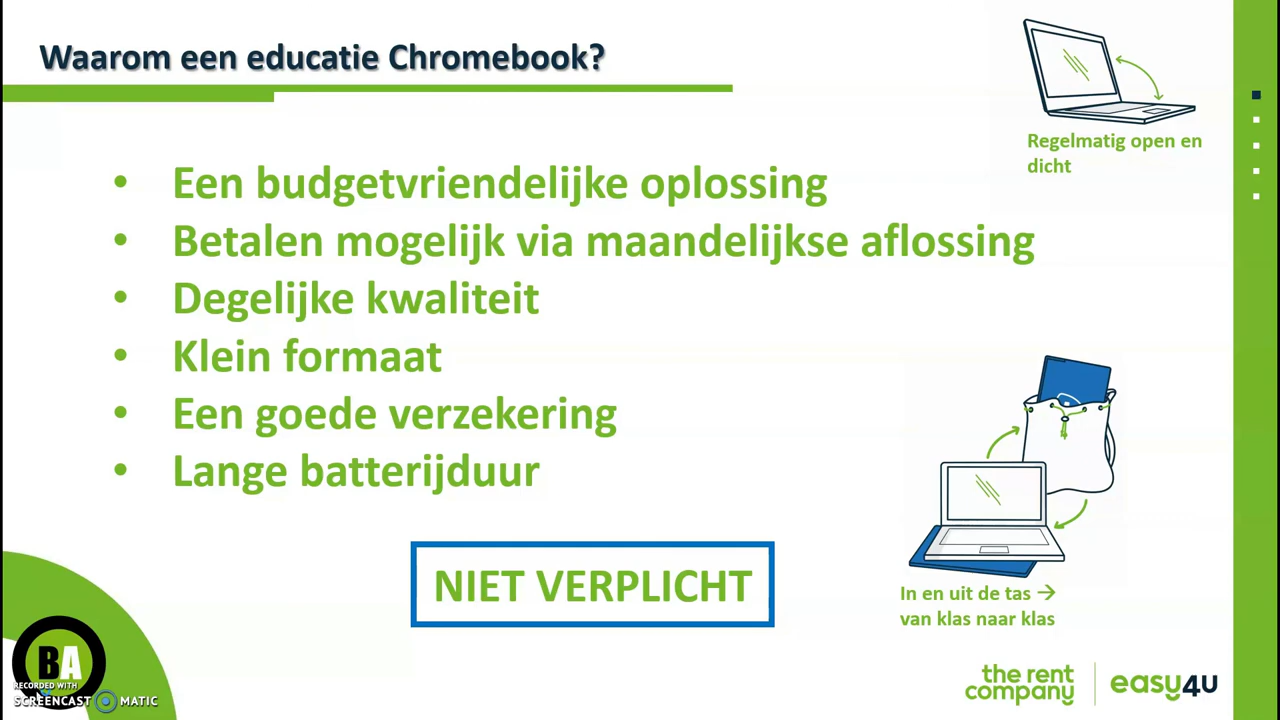 Waarom een educatie Chromebook?
Regelmatig open en
dicht
• Een budgetvriendelijke oplossing
• Betalen mogelijk via maandelijkse aflossing
• Degelijke kwaliteit
• Klein formaat
• Een goede verzekering
• Lange batterijduur
NIET VERPLICHT
In en uit de tas →
van klas naar klas
BA
RECORDED WITH
SCREENCAST MATIC
the rent
company
easy4u